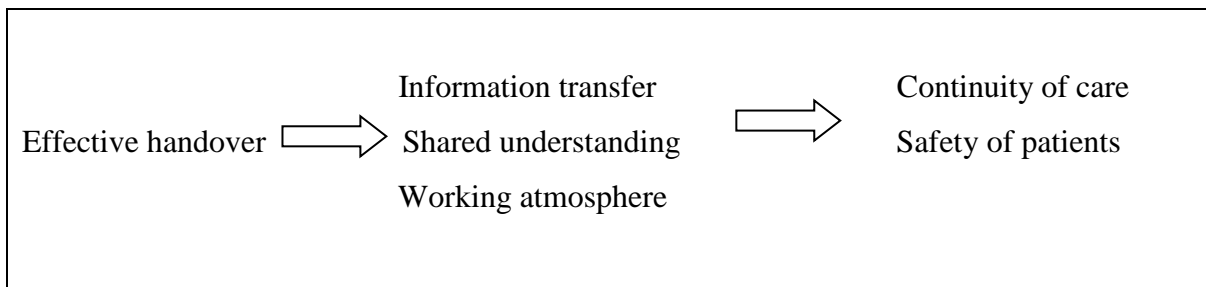 Effective handover
Information transfer
Shared understanding
Working atmosphere
Continuity of care
Safety of patients